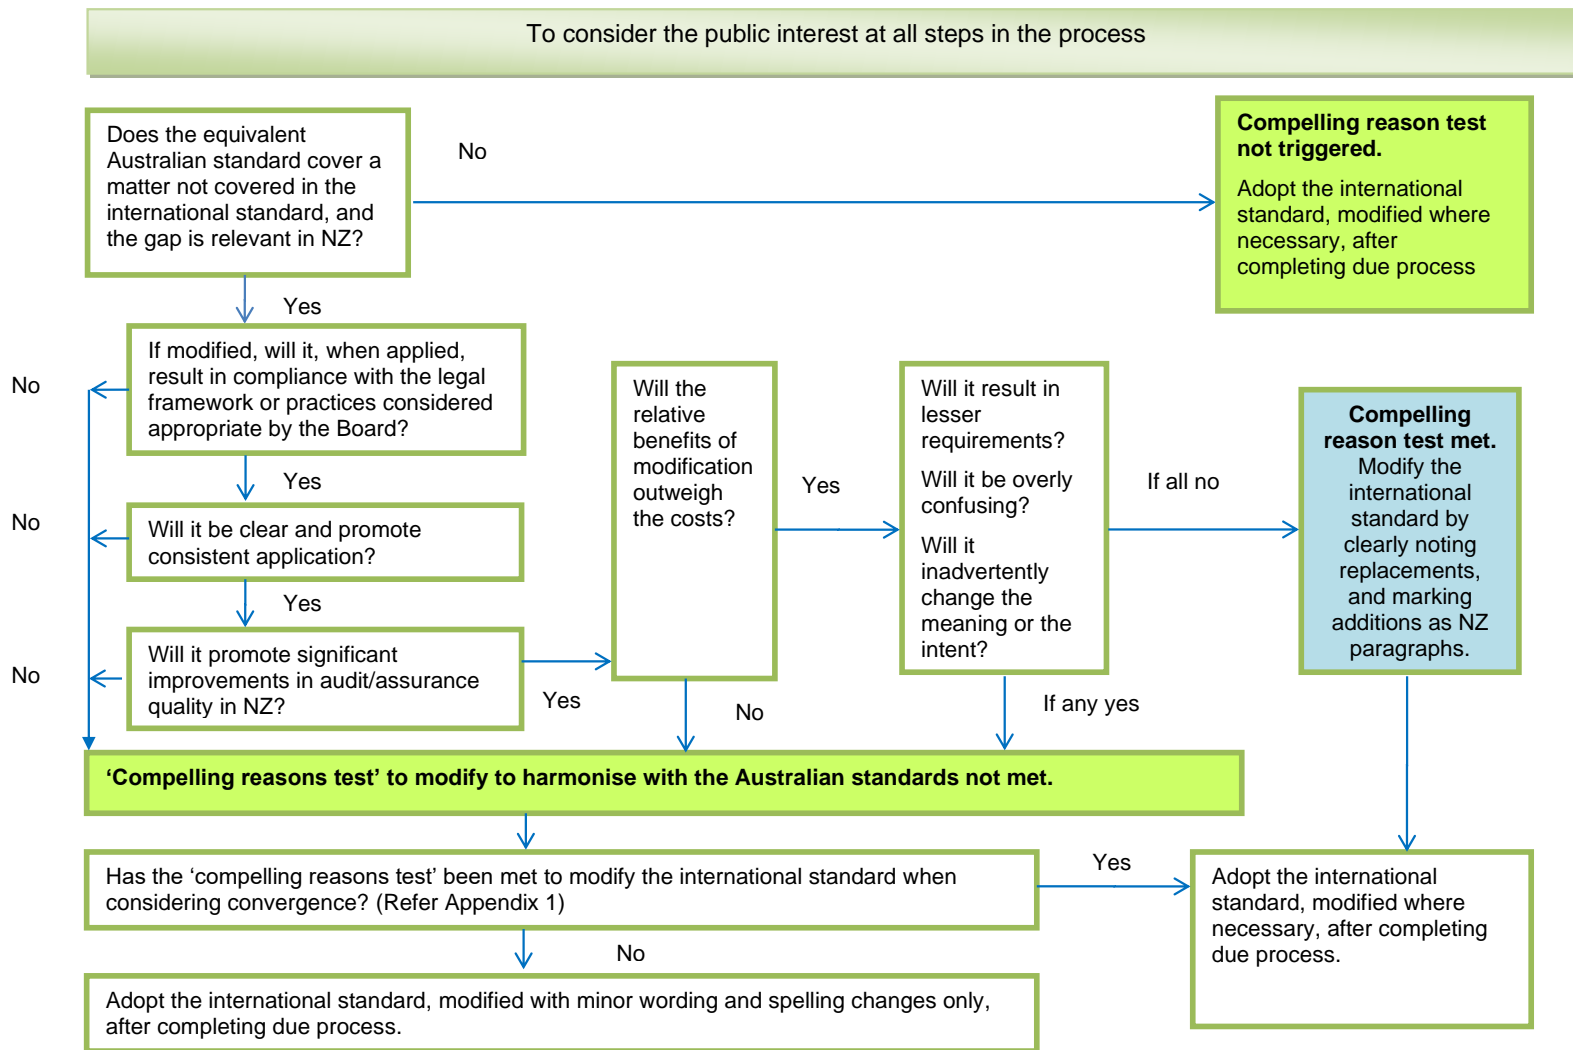 To consider the public interest at all steps in the process
Does the equivalent
Australian standard cover a
matter not covered in the
international standard, and
the gap is relevant in NZ?
No
Compelling reason test
not triggered.
Adopt the international
standard, modified where
necessary, after
completing due process
Yes
If modified, will it, when applied,
result in compliance with the legal
framework or practices considered
appropriate by the Board?
No
Yes
Will it be clear and promote
consistent application?
No
Yes
Will it promote significant
improvements in audit/assurance
quality in NZ?
No
Yes
Will the
relative
benefits of
modification
outweigh
the costs?
Yes
No
Will it result in
lesser
requirements?
Will it be overly
confusing?
Will it
inadvertently
change the
meaning or the
intent?
If all no
If any yes
Compelling
reason test met.
Modify the
international
standard by
clearly noting
replacements,
and marking
additions as NZ
paragraphs.
‘Compelling reasons test’ to modify to harmonise with the Australian standards not met.
Has the ‘compelling reasons test’ been met to modify the international standard when
considering convergence? (Refer Appendix 1)
Yes
Adopt the international
standard, modified where
necessary, after completing
due process.
No
Adopt the international standard, modified with minor wording and spelling changes only,
after completing due process.